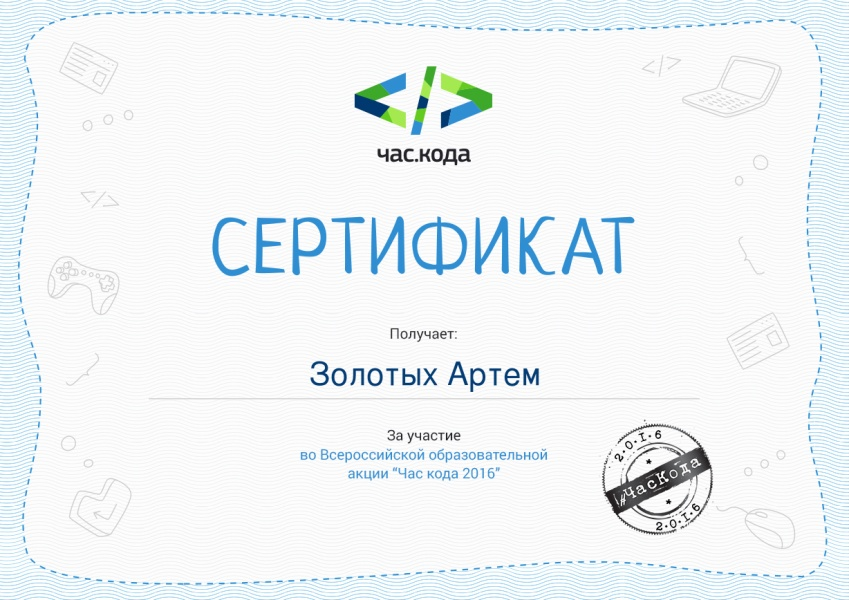 </>
час.кода
СЕРТИФИКАТ
Получает:
Золотых Артем
За участие
во Всероссийской образовательной
акции “Час кода 2016”
2·0·1·6
#ЧасКода
2·0·1·6